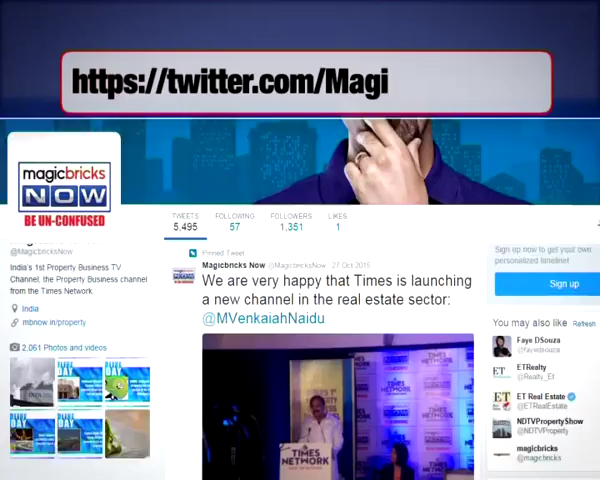 https://twitter.com/Magi
magicbricks
NOW
BE UN-CONFUSED
TWEETS FOLLOWING FOLLOWERS LIKES
5,495 57 1,351 1
@MagicbricksNow
India's 1st Property Business TV
Channel, the Property Business channel
from the Times Network.
India
mbnow.in/property
2,061 Photos and videos
Pinned Tweet
Magicbricks Now @MagicbricksNow 27 Oct 2015
We are very happy that Times is launching
a new channel in the real estate sector:
@MVenkaiahNaidu
TIMES
NETWORK
Sign up now to get your own
personalized timeline!
Sign up
You may also like Refresh
Faye DSouza
@fayedsouza
ETRealty
@Realty_Et
ET Real Estate
@ETRealEstate
NDTVPropertyShow
@NDTVProperty
magicbricks
@magicbricks